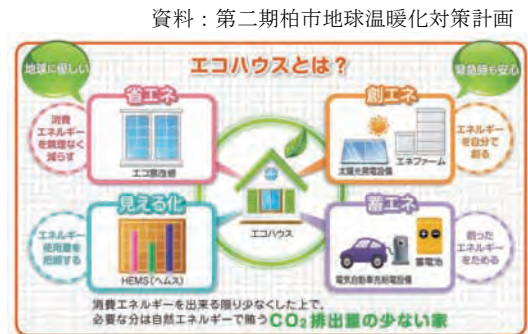 資料：第二期柏市地球温暖化対策計画
地球に優しい
エコハウスとは？
緊急時も安心
省エネ
消費
エネルギー
を無理なく
減らす
エコ窓改修
創エネ
太陽光発電設備
エネファーム
エネルギー
を自分で
創る
エコハウス
見える化
エネルギー
使用量を
把握する
HEMS(ヘムス)
蓄エネ
電気自動車充給電設備
蓄電池
創った
エネルギー
をためる
消費エネルギーを出来る限り少なくした上で、
必要な分は自然エネルギーで賄うCO2排出量の少ない家